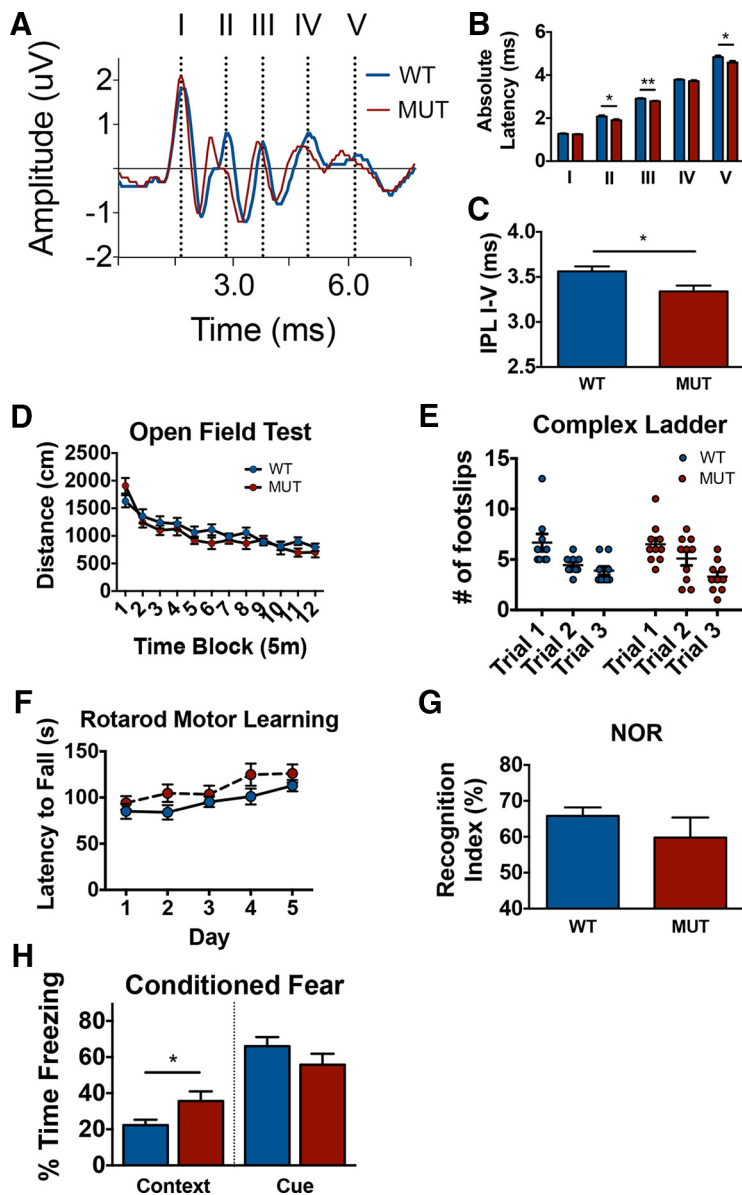 A
I II III IV V
Amplitude (uV)
2
1
0
-1
-2
WT
MUT
3.0 6.0
Time (ms)
B
Absolute
Latency (ms)
6
4
2
0
*
**
*
I II III IV V
C
IPL I-V (ms)
4.0
3.5
3.0
2.5
*
WT MUT
D
Open Field Test
Distance (cm)
2500
2000
1500
1000
500
0
WT
MUT
1 2 3 4 5 6 7 8 9 10 11 12
Time Block (5m)
E
Complex Ladder
# of footslips
15
10
5
0
WT
MUT
Trial 1 Trial 2 Trial 3 Trial 1 Trial 2 Trial 3
F
Rotarod Motor Learning
Latency to Fall (s)
150
100
50
0
1 2 3 4 5
Day
G
NOR
Recognition
Index (%)
80
70
60
50
40
WT MUT
H
Conditioned Fear
% Time Freezing
80
60
40
20
0
*
Context Cue